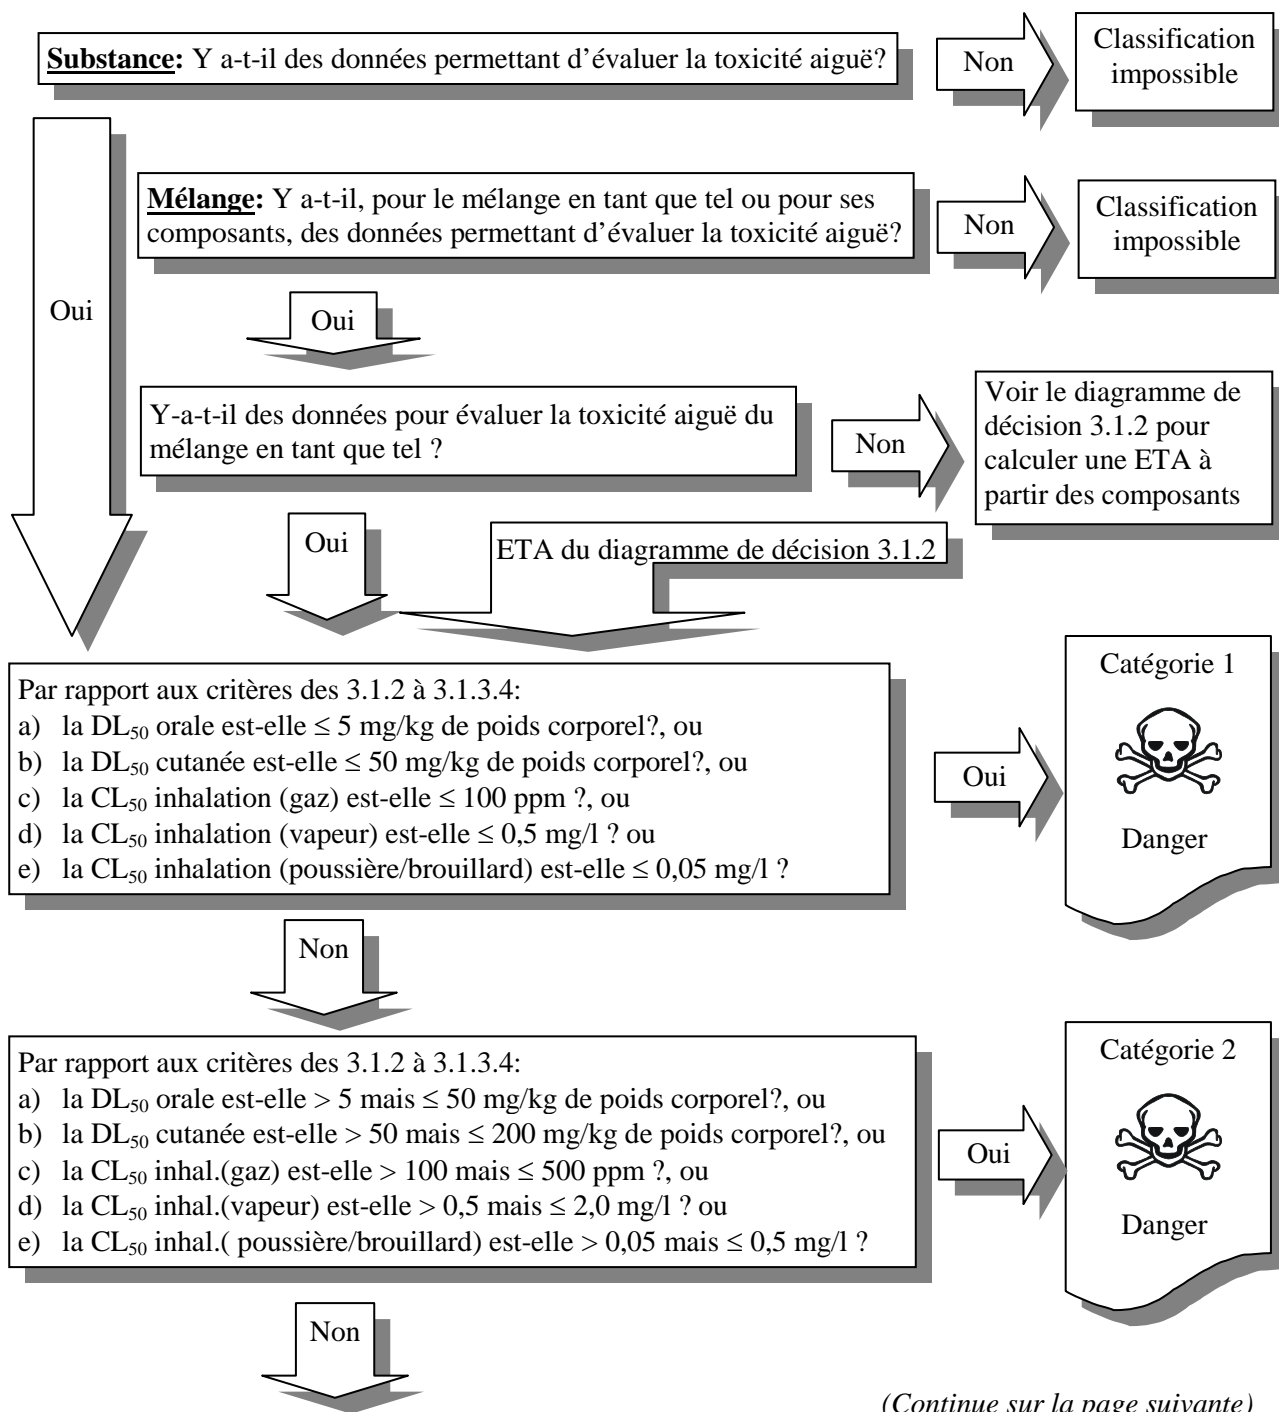 Substance: Y a-t-il des données permettant d'évaluer la toxicité aiguë?
Non
Classification
impossible
Mélange: Y a-t-il, pour le mélange en tant que tel ou pour ses
composants, des données permettant d'évaluer la toxicité aiguë?
Non
Classification
impossible
Oui
Oui
Y-a-t-il des données pour évaluer la toxicité aiguë du
mélange en tant que tel ?
Non
Voir le diagramme de
décision 3.1.2 pour
calculer une ETA à
partir des composants
Oui
ETA du diagramme de décision 3.1.2
Par rapport aux critères des 3.1.2 à 3.1.3.4:
a) la DL50 orale est-elle ≤ 5 mg/kg de poids corporel?, ou
b) la DL50 cutanée est-elle ≤ 50 mg/kg de poids corporel?, ou
c) la CL50 inhalation (gaz) est-elle ≤ 100 ppm ?, ou
d) la CL50 inhalation (vapeur) est-elle ≤ 0,5 mg/l ? ou
e) la CL50 inhalation (poussière/brouillard) est-elle ≤ 0,05 mg/l ?
Oui
Catégorie 1
Danger
Non
Par rapport aux critères des 3.1.2 à 3.1.3.4:
a) la DL50 orale est-elle > 5 mais ≤ 50 mg/kg de poids corporel?, ou
b) la DL50 cutanée est-elle > 50 mais ≤ 200 mg/kg de poids corporel?, ou
c) la CL50 inhal.(gaz) est-elle > 100 mais ≤ 500 ppm ?, ou
d) la CL50 inhal.(vapeur) est-elle > 0,5 mais ≤ 2,0 mg/l ? ou
e) la CL50 inhal.( poussière/brouillard) est-elle > 0,05 mais ≤ 0,5 mg/l ?
Oui
Catégorie 2
Danger
Non
(Continue sur la page suivante)